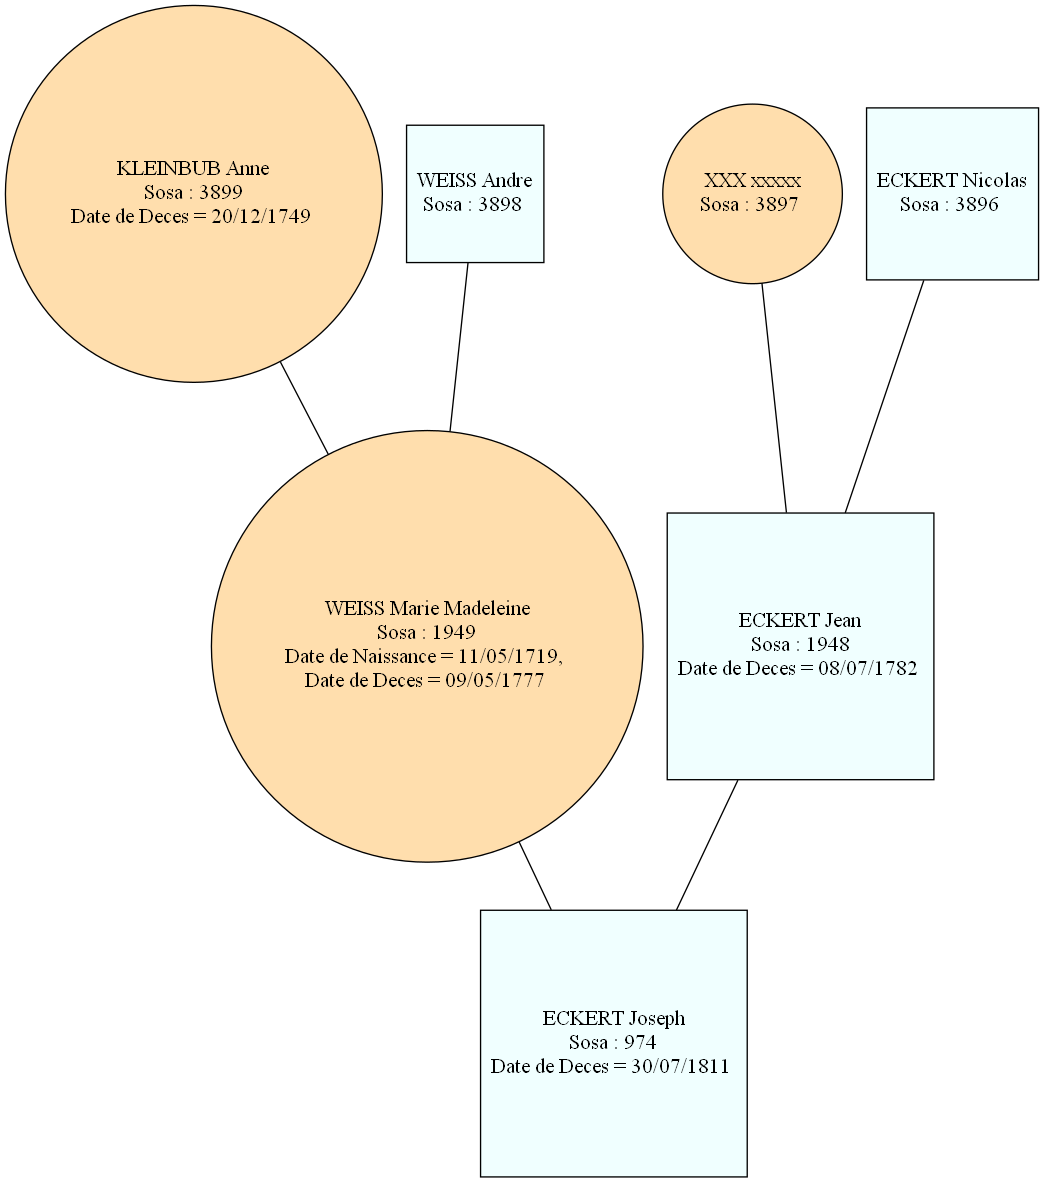 KLEINBUB Anne
Sosa : 3899
Date de Deces = 20/12/1749
WEISS Andre
Sosa : 3898
XXX xxxxx
Sosa : 3897
ECKERT Nicolas
Sosa : 3896
WEISS Marie Madeleine
Sosa : 1949
Date de Naissance = 11/05/1719,
Date de Deces = 09/05/1777
ECKERT Jean
Sosa : 1948
Date de Deces = 08/07/1782
ECKERT Joseph
Sosa : 974
Date de Deces = 30/07/1811